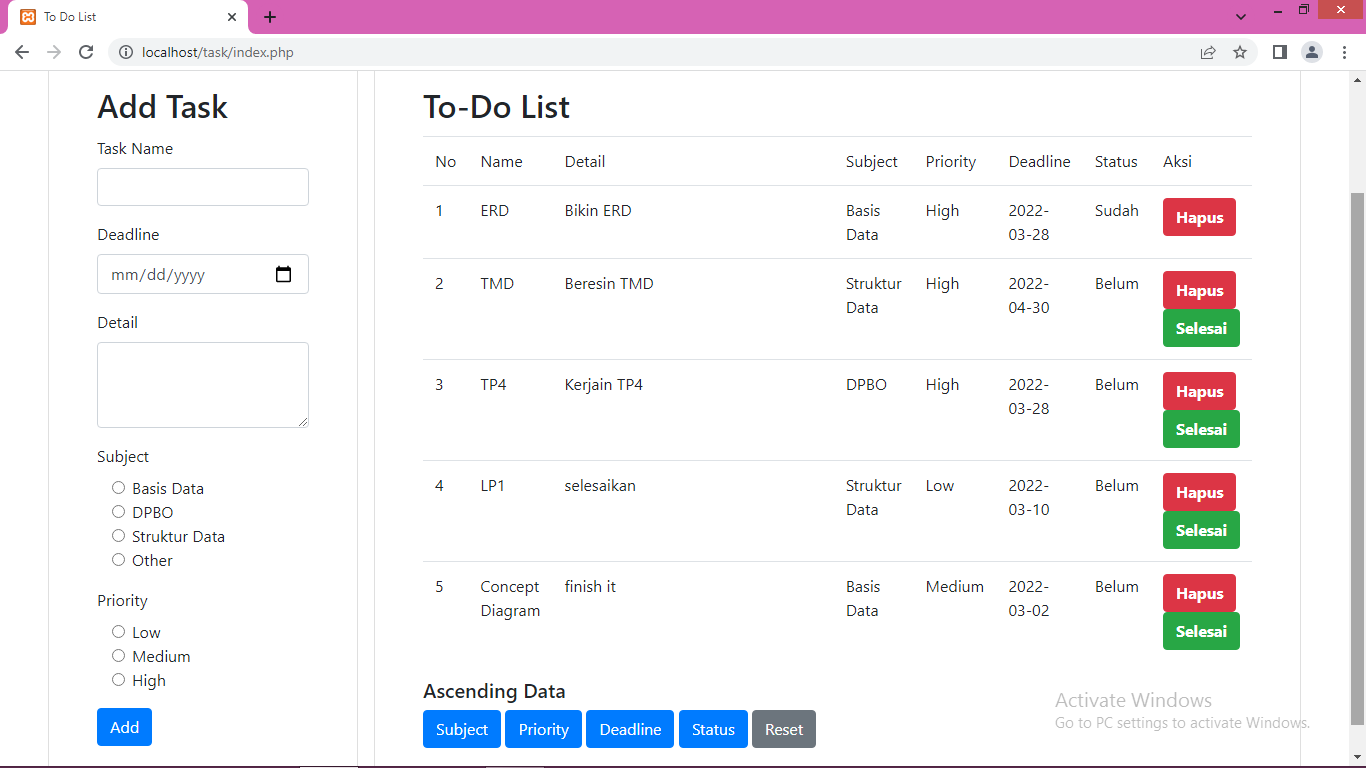 To Do List
localhost/task/index.php
Add Task
Task Name
Deadline
mm/dd/yyyy
Detail
Subject
Basis Data
DPBO
Struktur Data
Other
Priority
Low
Medium
High
Add
To-Do List
No Name Detail Subject Priority Deadline Status Aksi
1 ERD Bikin ERD Basis High 2022- Sudah Hapus
Data 03-28
2 TMD Beresin TMD Struktur High 2022- Belum Hapus
Data 04-30
Selesai
3 TP4 Kerjain TP4 DPBO High 2022- Belum Hapus
03-28
Selesai
4 LP1 selesaikan Struktur Low 2022- Belum Hapus
Data 03-10
Selesai
5 Concept finish it Basis Medium 2022- Belum Hapus
Diagram Data 03-02
Selesai
Ascending Data
Subject Priority Deadline Status Reset
Activate Windows
Go to PC settings to activate Windows.